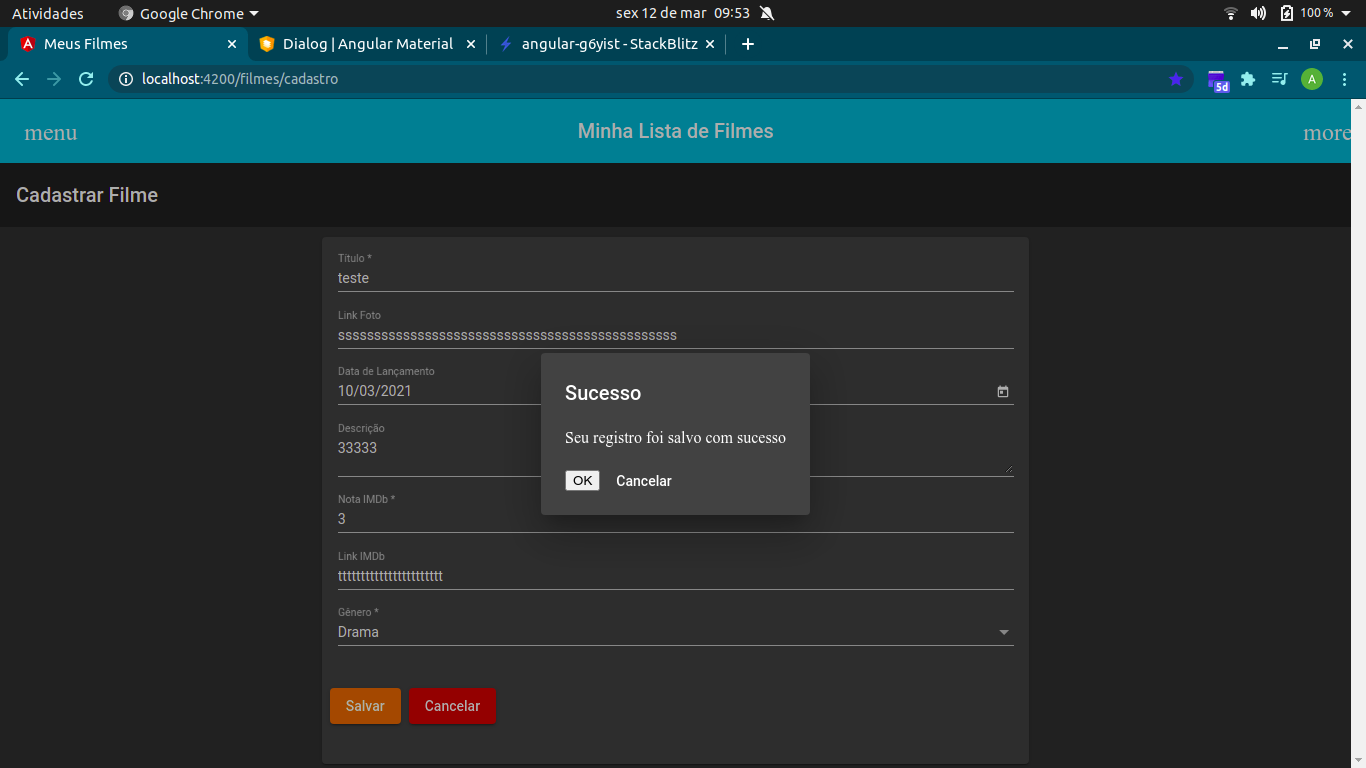 Atividades Google Chrome sex 12 de mar 09:53 100 %
Meus Filmes Dialog | Angular Material angular-g6yist - StackBlitz
localhost:4200/filmes/cadastro 5d A
menu Minha Lista de Filmes more
Cadastrar Filme
Título *
teste
Link Foto
sssssssssssssssssssssssssssssssssssssssssssssss
Data de Lançamento
10/03/2021
Sucesso
Descrição
33333
Seu registro foi salvo com sucesso
OK Cancelar
Nota IMDb *
3
Link IMDb
ttttttttttttttttttttttt
Gênero *
Drama
Salvar Cancelar